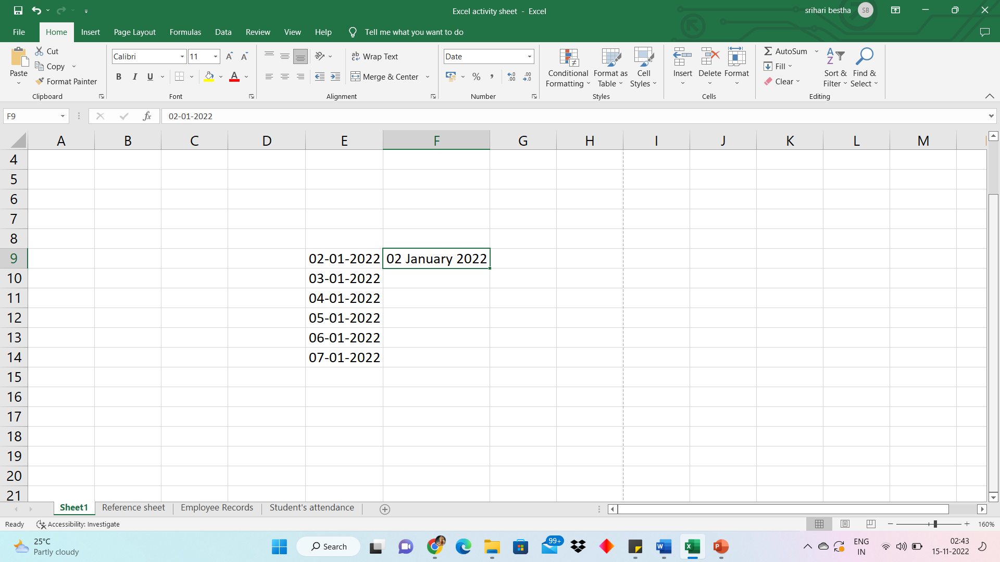 Excel activity sheet - Excel
srihari bestha SB
File Home Insert Page Layout Formulas Data Review View Help Tell me what you want to do
Paste
Cut
Copy
Format Painter
Clipboard
Calibri 11
B I U
Font
Wrap Text
Merge & Center
Alignment
Date
Number
Conditional Formatting
Format as Table
Cell Styles
Styles
Insert Delete Format
Cells
AutoSum
Fill
Clear
Sort & Filter
Find & Select
Editing
F9 fx 02-01-2022
A B C D E F G H I J K L M
4
5
6
7
8
9 02-01-2022 02 January 2022
10 03-01-2022
11 04-01-2022
12 05-01-2022
13 06-01-2022
14 07-01-2022
15
16
17
18
19
20
21
Sheet1 Reference sheet Employee Records Student's attendance
Ready Accessibility: Investigate 160%
25°C
Partly cloudy
Search
99+
ENG
IN
02:43
15-11-2022